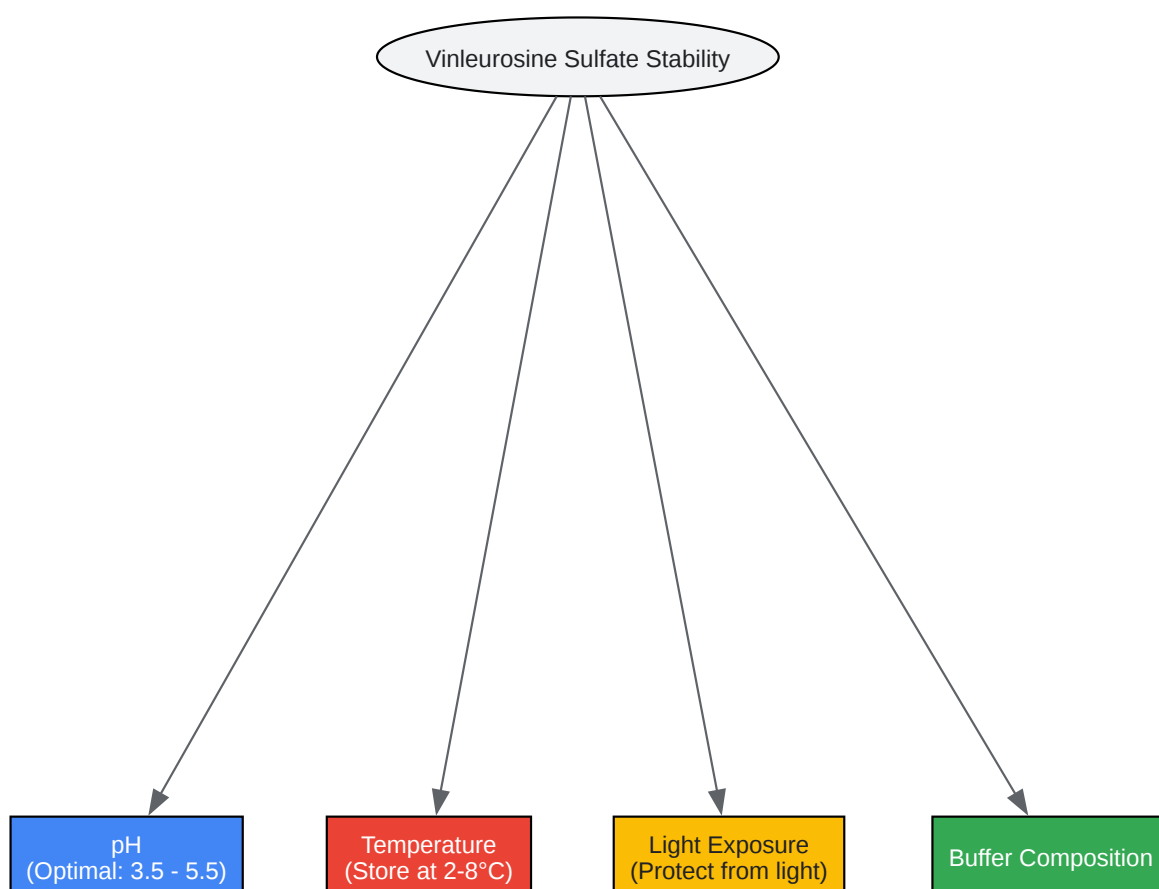 Vinleurosine Sulfate Stability
pH
(Optimal: 3.5 - 5.5)
Temperature
(Store at 2-8°C)
Light Exposure
(Protect from light)
Buffer Composition